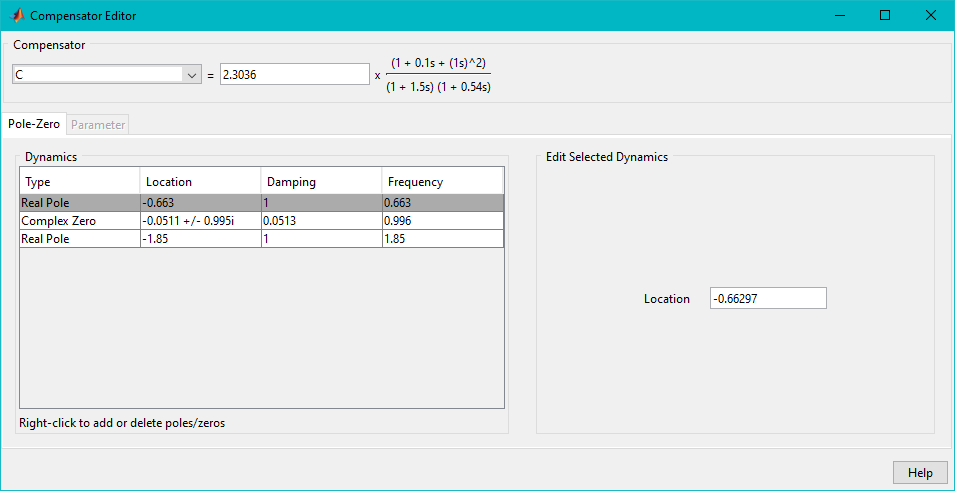 Compensator Editor
Compensator
C = 2.3036 x (1 + 0.1s + (1s)^2)
(1 + 1.5s) (1 + 0.54s)
Pole-Zero Parameter
Dynamics
Type Location Damping Frequency
Real Pole -0.663 1 0.663
Complex Zero -0.0511 +/- 0.995i 0.0513 0.996
Real Pole -1.85 1 1.85
Right-click to add or delete poles/zeros
Edit Selected Dynamics
Location -0.66297
Help